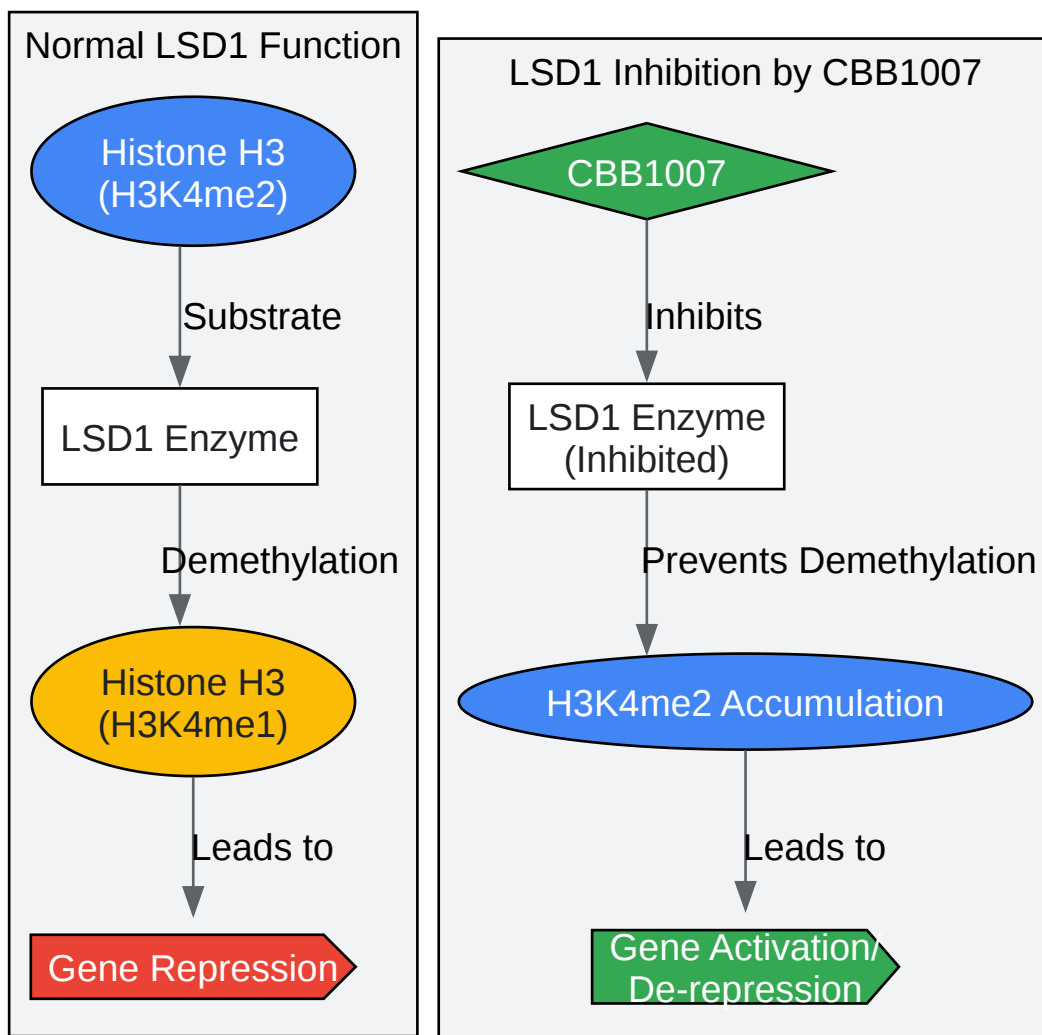 Normal LSD1 Function
Histone H3
(H3K4me2)
Substrate
LSD1 Enzyme
Demethylation
Histone H3
(H3K4me1)
Leads to
Gene Repression
LSD1 Inhibition by CBB1007
CBB1007
Inhibits
LSD1 Enzyme
(Inhibited)
Prevents Demethylation
H3K4me2 Accumulation
Leads to
Gene Activation/
De-repression